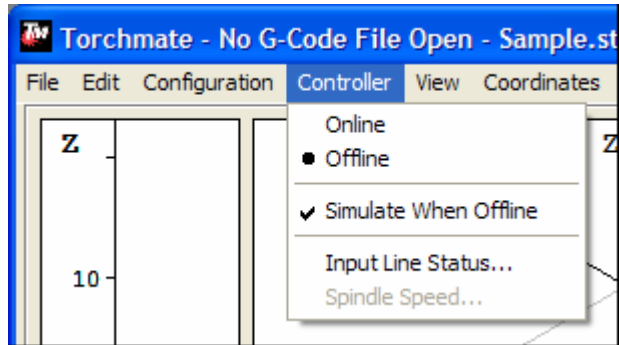 Torchmate - No G-Code File Open - Sample.st
File Edit Configuration Controller View Coordinates
Z
Online
Z
Offline
Simulate When Offline
Input Line Status...
10
Spindle Speed...